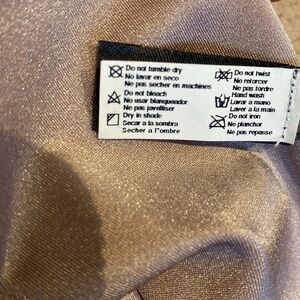 Do not tumble dry
No lavar en seco
Ne pas secher en machines
Do not bleach
No usar blanqueador
Ne pas javelliser
Dry in shade
Secar a la sombra
Secher a l'ombre
Do not twist
No retorcer
Ne pas tordre
Hand wash
Lavar a mano
Laver a la main
Do not iron
No planchar
Ne pas repasse